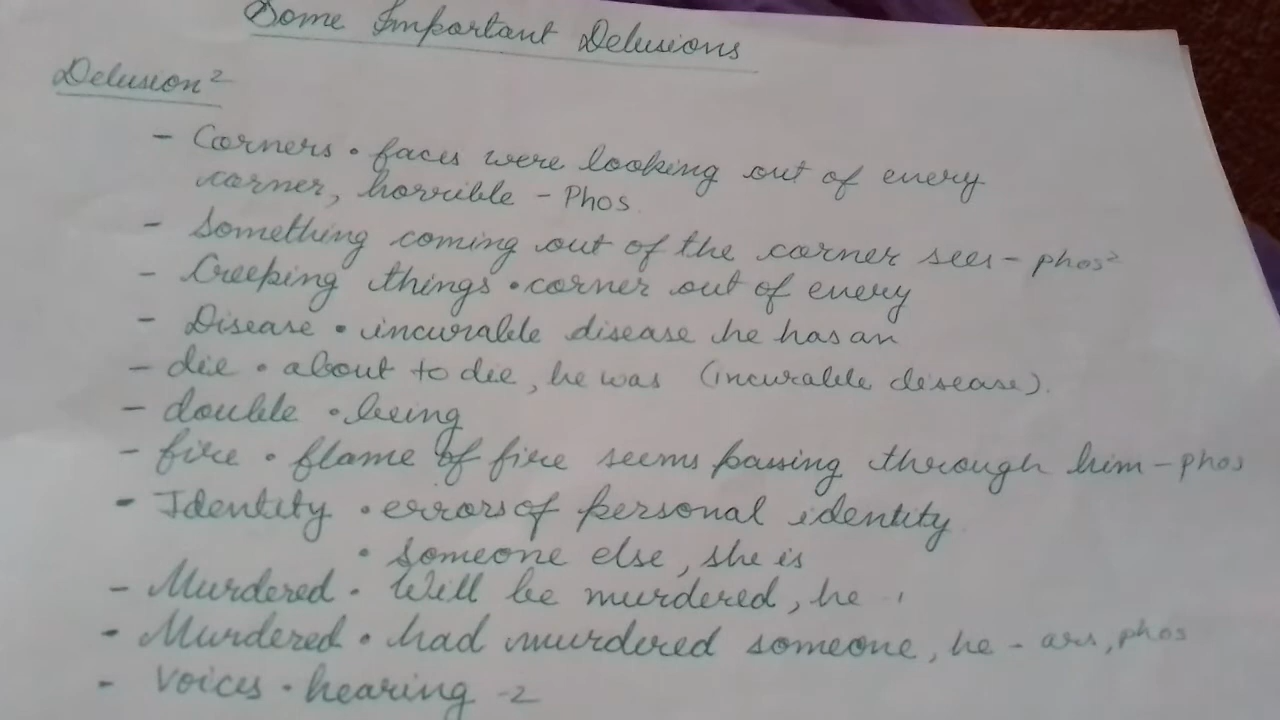 Some Important Delusions
Delusion²
- Corners • faces were looking out of every
corner, horrible - Phos
- Something coming out of the corner sees - phos²
- Creeping things • corner out of every
- Disease • incurable disease he has an
- die • about to die, he was (incurable disease).
- double • being
- fire • flame of fire seems passing through him - phos
- Identity • errors of personal identity
• Someone else, she is
- Murdered • Will be murdered, he
- Murdered • had murdered someone, he - ars, phos
- Voices • hearing - 2